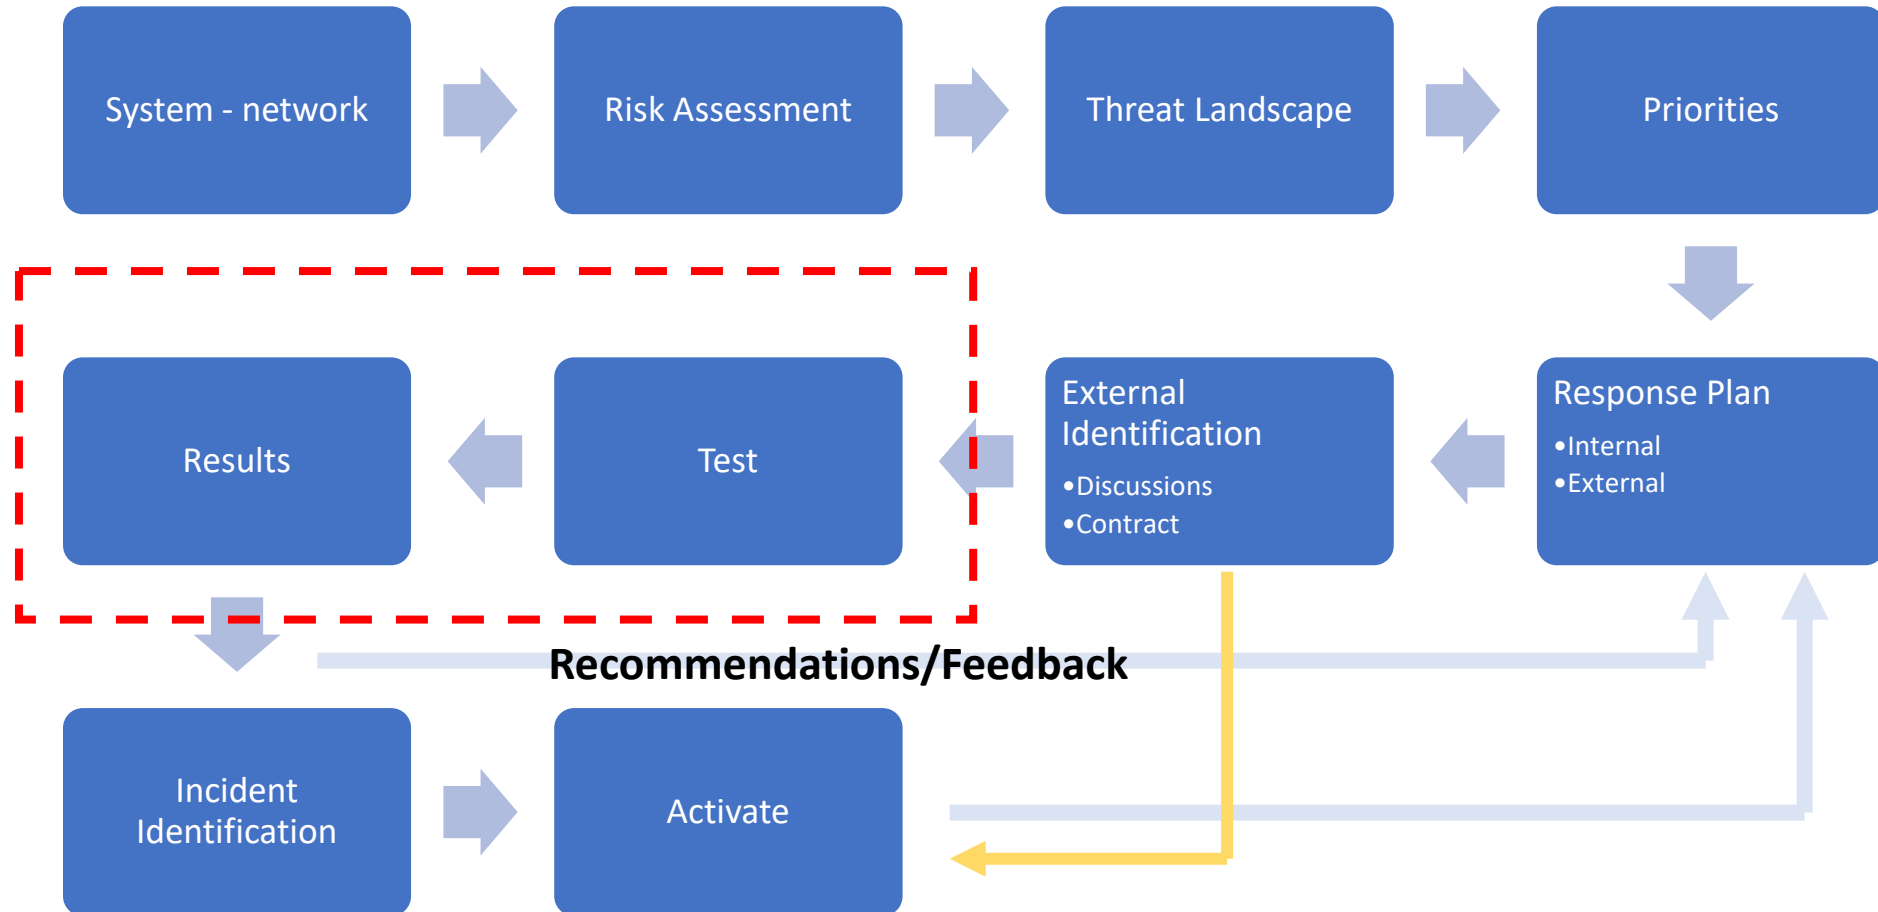 System - network
Risk Assessment
Threat Landscape
Priorities
Results
Test
External
Identification
•Discussions
•Contract
Response Plan
•Internal
•External
Recommendations/Feedback
Incident
Identification
Activate